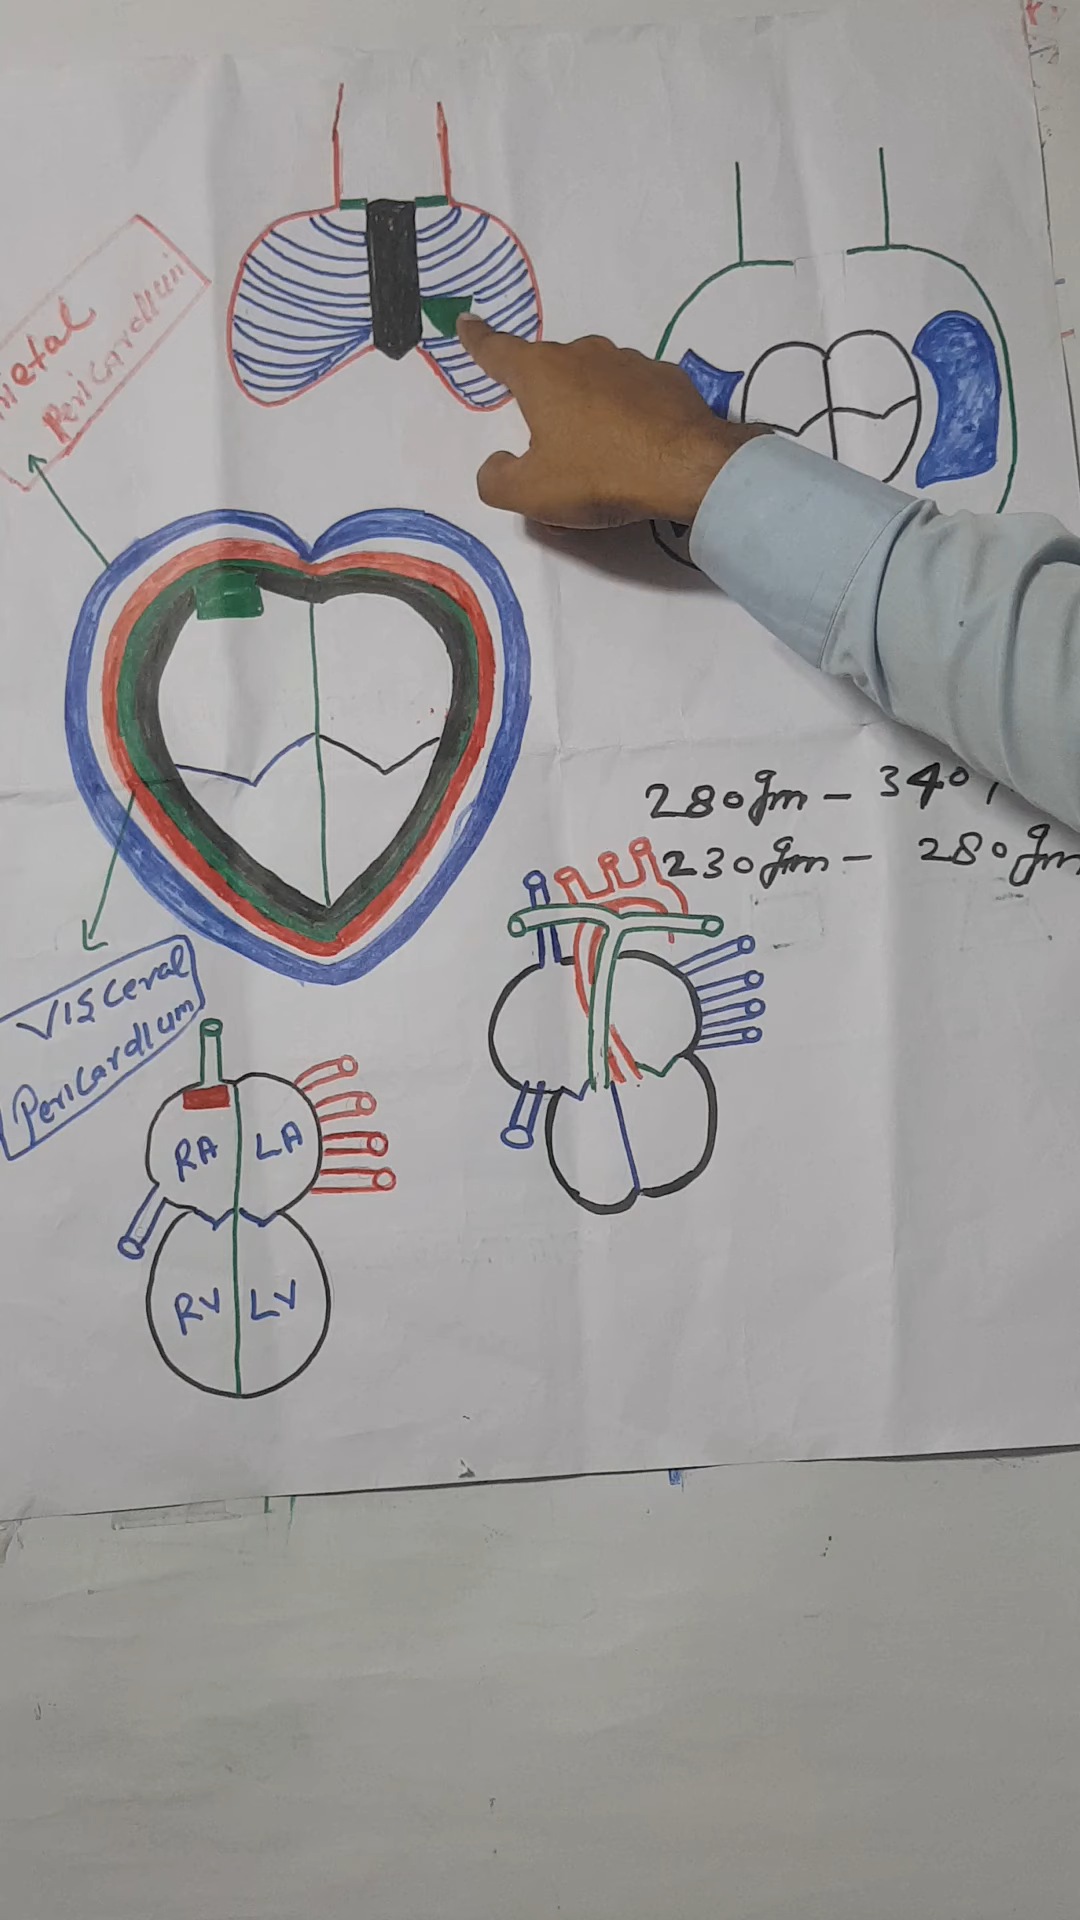 Pericardium
280gm - 340
230gm - 280gm
Visceral
Pericardium
RA LA
RV LV